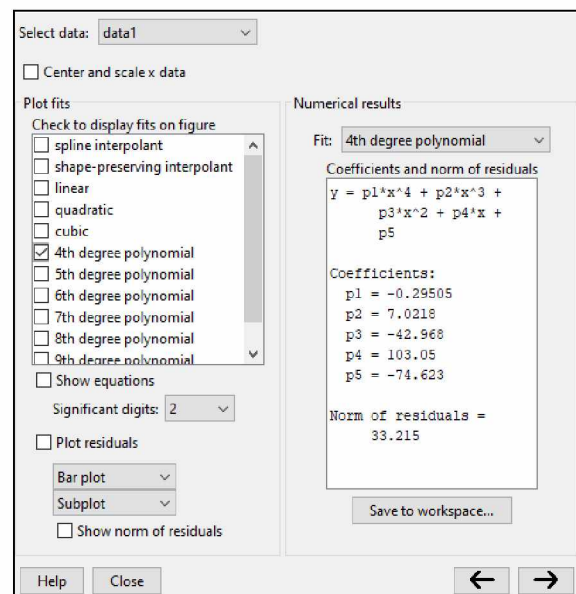 Select data: data1
Center and scale x data
Plot fits
Check to display fits on figure
spline interpolant
shape-preserving interpolant
linear
quadratic
cubic
4th degree polynomial
5th degree polynomial
6th degree polynomial
7th degree polynomial
8th degree polynomial
9th degree polynomial
Show equations
Significant digits: 2
Plot residuals
Bar plot
Subplot
Show norm of residuals
Numerical results
Fit: 4th degree polynomial
Coefficients and norm of residuals
y = p1*x^4 + p2*x^3 +
p3*x^2 + p4*x +
p5
Coefficients:
p1 = -0.29505
p2 = 7.0218
p3 = -42.968
p4 = 103.05
p5 = -74.623
Norm of residuals =
33.215
Save to workspace...
Help Close